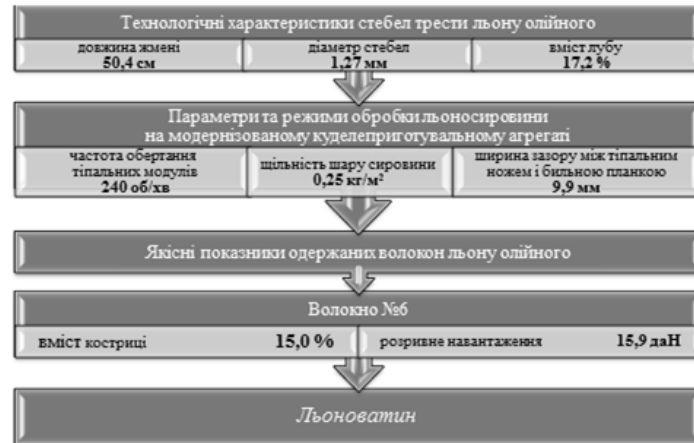 Технологічні характеристики стебел трести льону олійного
довжина жмені
50,4 см
діаметр стебел
1,27 мм
вміст лубу
17,2 %
Параметри та режими обробки льоносировини
на модернізованому куделеприготувальному агрегаті
частота обертання
тіпальних модулів
240 об/хв
щільність шару сировини
0,25 кг/м²
ширина зазору між тіпальним
ножем і бильною планкою
9,9 мм
Якісні показники одержаних волокон льону олійного
Волокно №6
вміст костриці 15,0 %
розривне навантаження 15,9 даН
Льоноватин